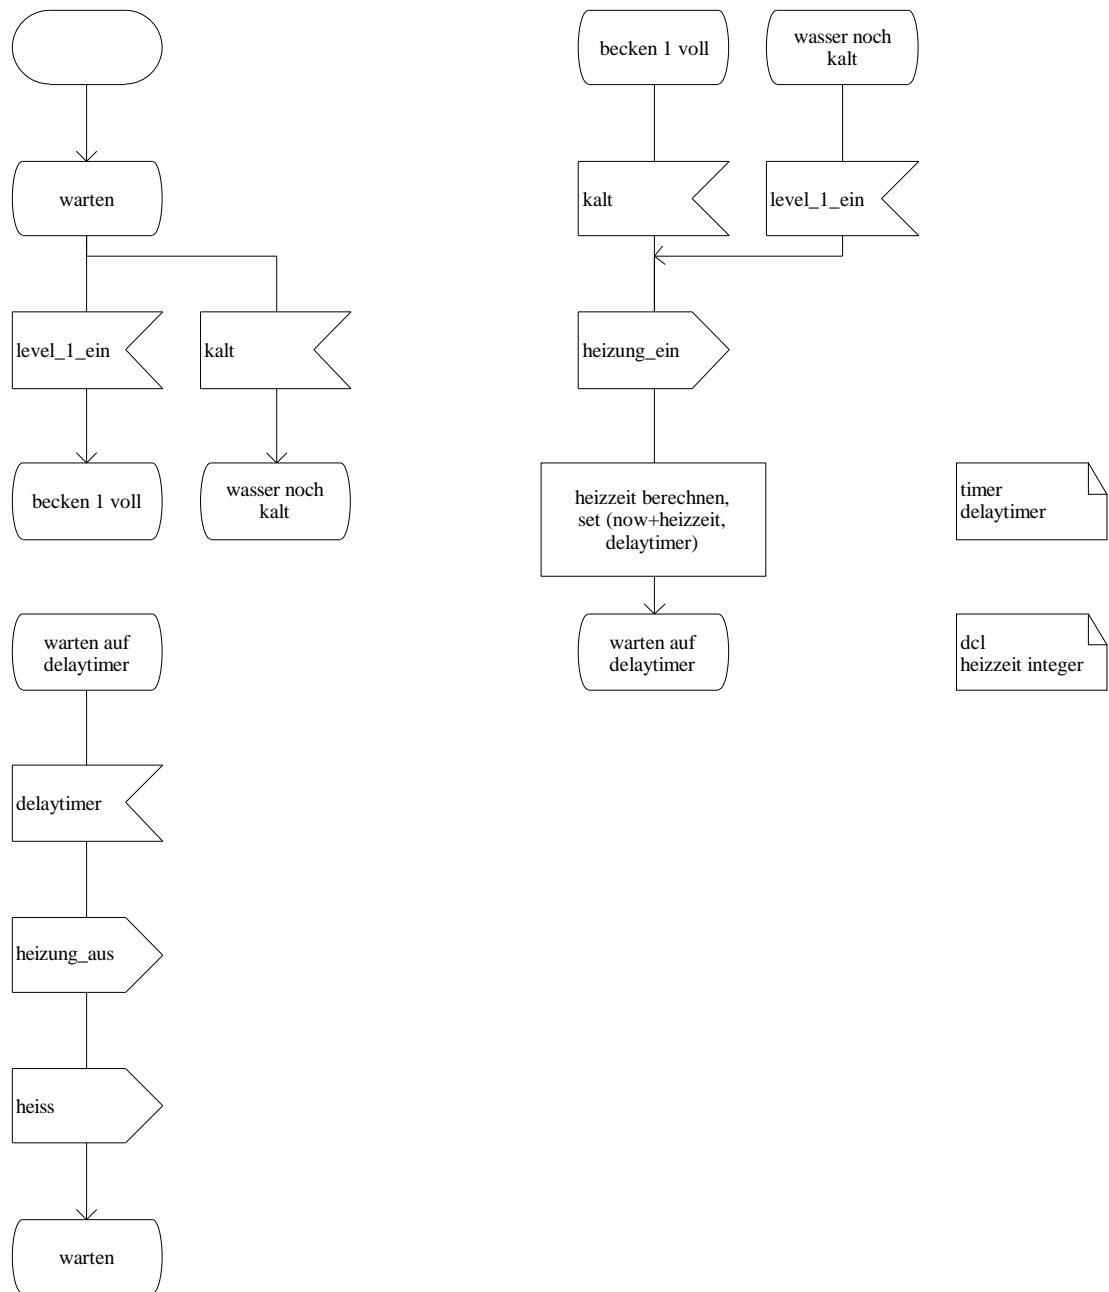 warten
level_1_ein
kalt
becken 1 voll
wasser noch
kalt
warten auf
delaytimer
delaytimer
heizung_aus
heiss
warten
becken 1 voll
wasser noch
kalt
kalt
level_1_ein
heizung_ein
heizzeit berechnen,
set (now+heizzeit,
delaytimer)
warten auf
delaytimer
timer
delaytimer
dcl
heizzeit integer